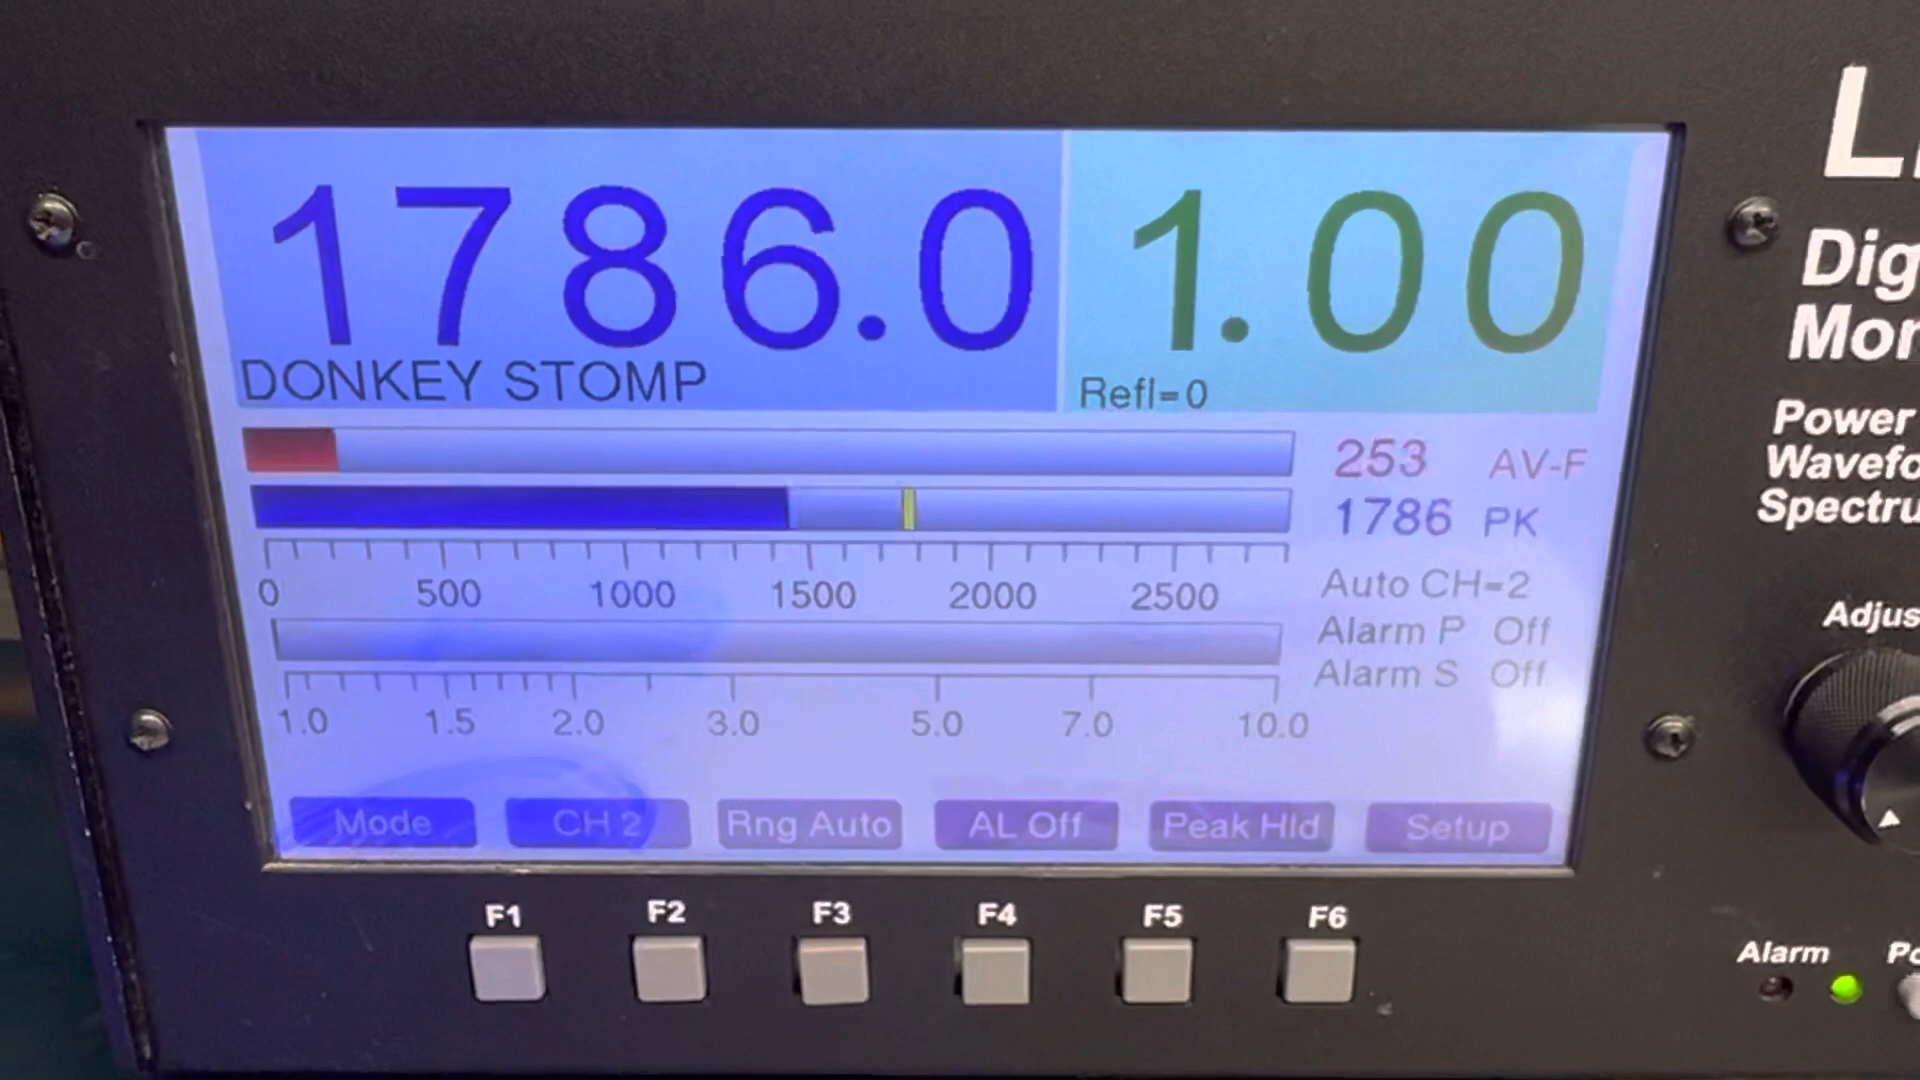 1786.0 1.00
DONKEY STOMP Refl=0
253 AV-F
1786 PK
0 500 1000 1500 2000 2500
Auto CH=2
Alarm P Off
Alarm S Off
1.0 1.5 2.0 3.0 5.0 7.0 10.0
Mode CH 2 Rng Auto AL Off Peak Hld Setup
F1 F2 F3 F4 F5 F6
Dig
Mor
Power
Wavefo
Spectru
Adjus
Alarm Po